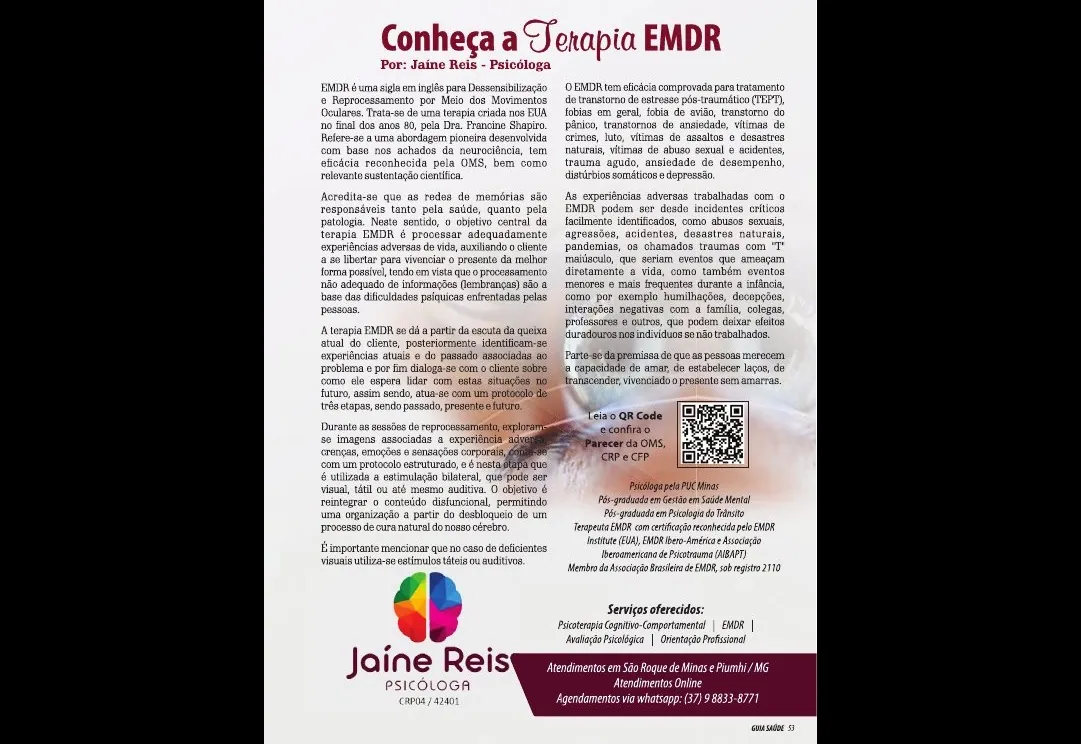 Conheça a Terapia EMDR
Por: Jaíne Reis - Psicóloga
EMDR é uma sigla em inglês para Dessensibilização
e Reprocessamento por Meio dos Movimentos
Oculares. Trata-se de uma terapia criada nos EUA
no final dos anos 80, pela Dra. Francine Shapiro.
Refere-se a uma abordagem pioneira desenvolvida
com base nos achados da neurociência, tem
eficácia reconhecida pela OMS, bem como
relevante sustentação científica.
Acredita-se que as redes de memórias são
responsáveis tanto pela saúde, quanto pela
patologia. Neste sentido, o objetivo central da
terapia EMDR é processar adequadamente
experiências adversas de vida, auxiliando o cliente
a se libertar para vivenciar o presente da melhor
forma possível, tendo em vista que o processamento
não adequado de informações (lembranças) são a
base das dificuldades psíquicas enfrentadas pelas
pessoas.
A terapia EMDR se dá a partir da escuta da queixa
atual do cliente, posteriormente identificam-se
experiências atuais e do passado associadas ao
problema e por fim dialoga-se com o cliente sobre
como ele espera lidar com estas situações no
futuro, assim sendo, atua-se com um protocolo de
três etapas, sendo passado, presente e futuro.
Durante as sessões de reprocessamento, exploram-
se imagens associadas a experiência adversa,
crenças, emoções e sensações corporais, conta-se
com um protocolo estruturado, e é nesta etapa que
é utilizada a estimulação bilateral, que pode ser
visual, tátil ou até mesmo auditiva. O objetivo é
reintegrar o conteúdo disfuncional, permitindo
uma organização a partir do desbloqueio de um
processo de cura natural do nosso cérebro.
É importante mencionar que no caso de deficientes
visuais utiliza-se estímulos táteis ou auditivos.
O EMDR tem eficácia comprovada para tratamento
de transtorno de estresse pós-traumático (TEPT),
fobias em geral, fobia de avião, transtorno do
pânico, transtornos de ansiedade, vítimas de
crimes, luto, vítimas de assaltos e desastres
naturais, vítimas de abuso sexual e acidentes,
trauma agudo, ansiedade de desempenho,
distúrbios somáticos e depressão.
As experiências adversas trabalhadas com o
EMDR podem ser desde incidentes críticos
facilmente identificados, como abusos sexuais,
agressões, acidentes, desastres naturais,
pandemias, os chamados traumas com "T"
maiúsculo, que seriam eventos que ameaçam
diretamente a vida, como também eventos
menores e mais frequentes durante a infância,
como por exemplo humilhações, decepções,
interações negativas com a família, colegas,
professores e outros, que podem deixar efeitos
duradouros nos indivíduos se não trabalhados.
Parte-se da premissa de que as pessoas merecem
a capacidade de amar, de estabelecer laços, de
transcender, vivenciado o presente sem amarras.
Leia o QR Code
e confira o
Parecer da OMS,
CRP e CFP
Psicóloga pela PUC Minas
Pós-graduada em Gestão em Saúde Mental
Pós-graduada em Psicologia do Trânsito
Terapeuta EMDR com certificação reconhecida pelo EMDR
Institute (EUA), EMDR Ibero-América e Associação
Iberoamericana de Psicotrauma (AIBAPT)
Membro da Associação Brasileira de EMDR, sob registro 2110
Serviços oferecidos:
Psicoterapia Cognitivo-Comportamental | EMDR |
Avaliação Psicológica | Orientação Profissional
Jaíne Reis
PSICÓLOGA
CRP04 / 42401
Atendimentos em São Roque de Minas e Piumhi / MG
Atendimentos Online
Agendamentos via whatsapp: (37) 9 8833-8771
GUIA SAÚDE 53